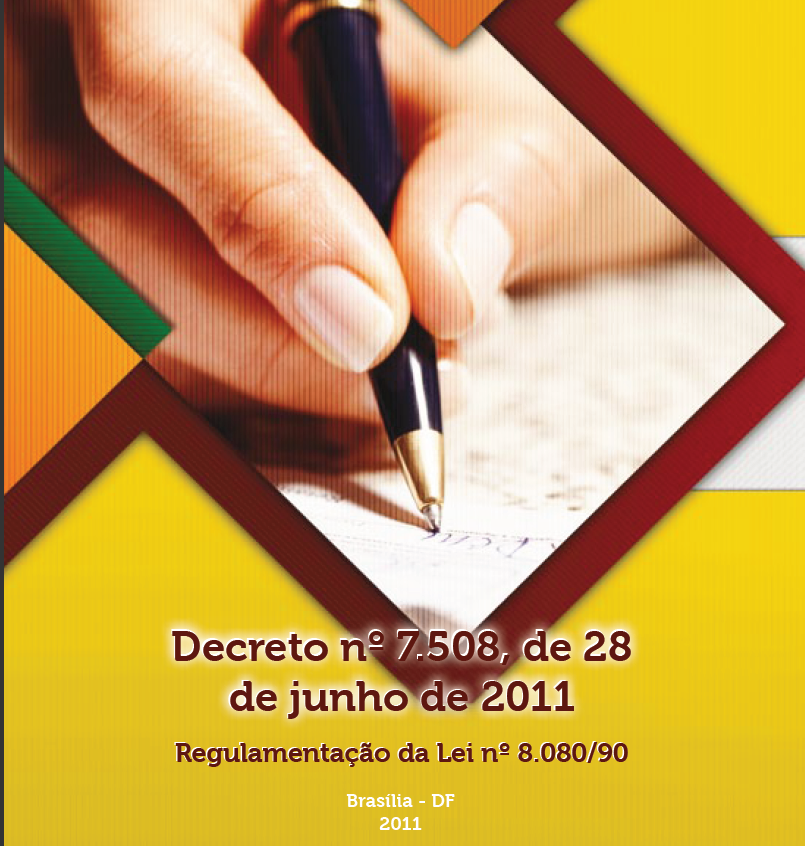 Decreto nº 7.508, de 28
de junho de 2011
Regulamentação da Lei nº 8.080/90
Brasília - DF
2011